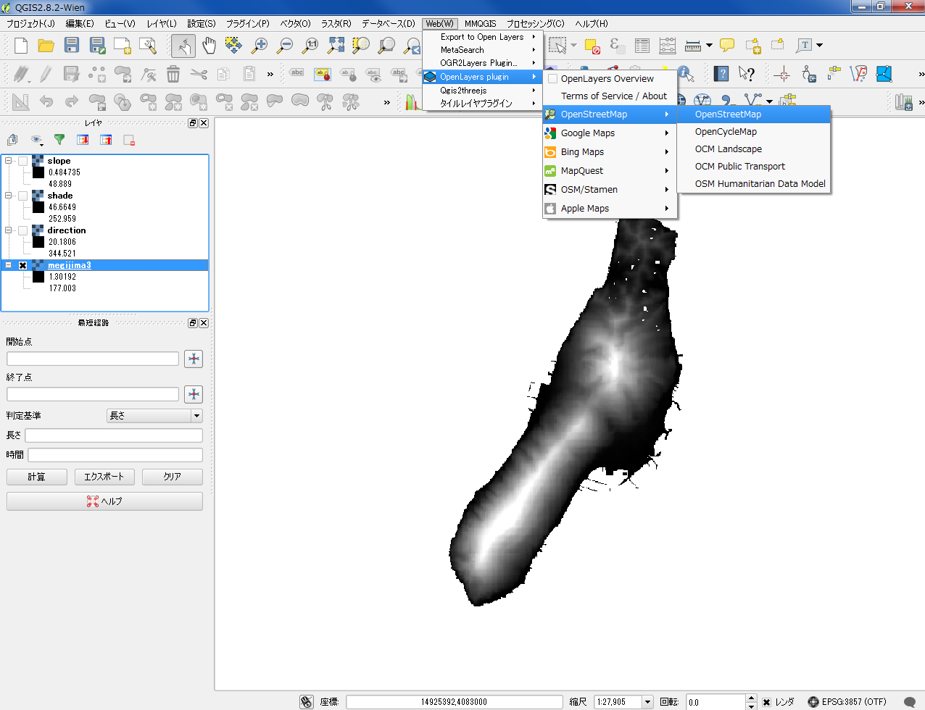 QGIS2.8.2-Wien
プロジェクト(J) 編集(E) ビュー(V) レイヤ(L) 設定(S) プラグイン(P) ベクタ(O) ラスタ(R) データベース(D) Web(W) MMQGIS プロセッシング(C) ヘルプ(H)
Export to Open Layers
MetaSearch
OGR2Layers Plugin...
OpenLayers plugin
Qgis2threejs
タイルレイヤプラグイン
OpenLayers Overview
Terms of Service / About
OpenStreetMap
Google Maps
Bing Maps
MapQuest
OSM/Stamen
Apple Maps
OpenStreetMap
OpenCycleMap
OCM Landscape
OCM Public Transport
OSM Humanitarian Data Model
レイヤ
slope
0.484735
48.889
shade
46.6649
252.959
direction
20.1806
344.521
megijima3
1.30192
177.003
最短経路
開始点
終了点
判定基準 長さ
長さ
時間
計算 エクスポート クリア
ヘルプ
座標: 14925392,4083000 縮尺 1:27,905 回転: 0.0 レンダ EPSG:3857 (OTF)